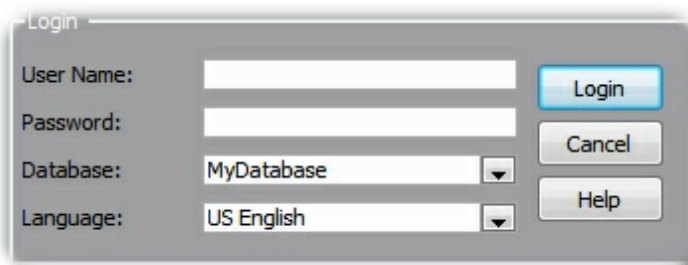 Login
User Name:
Login
Password:
Cancel
Database: MyDatabase
Help
Language: US English